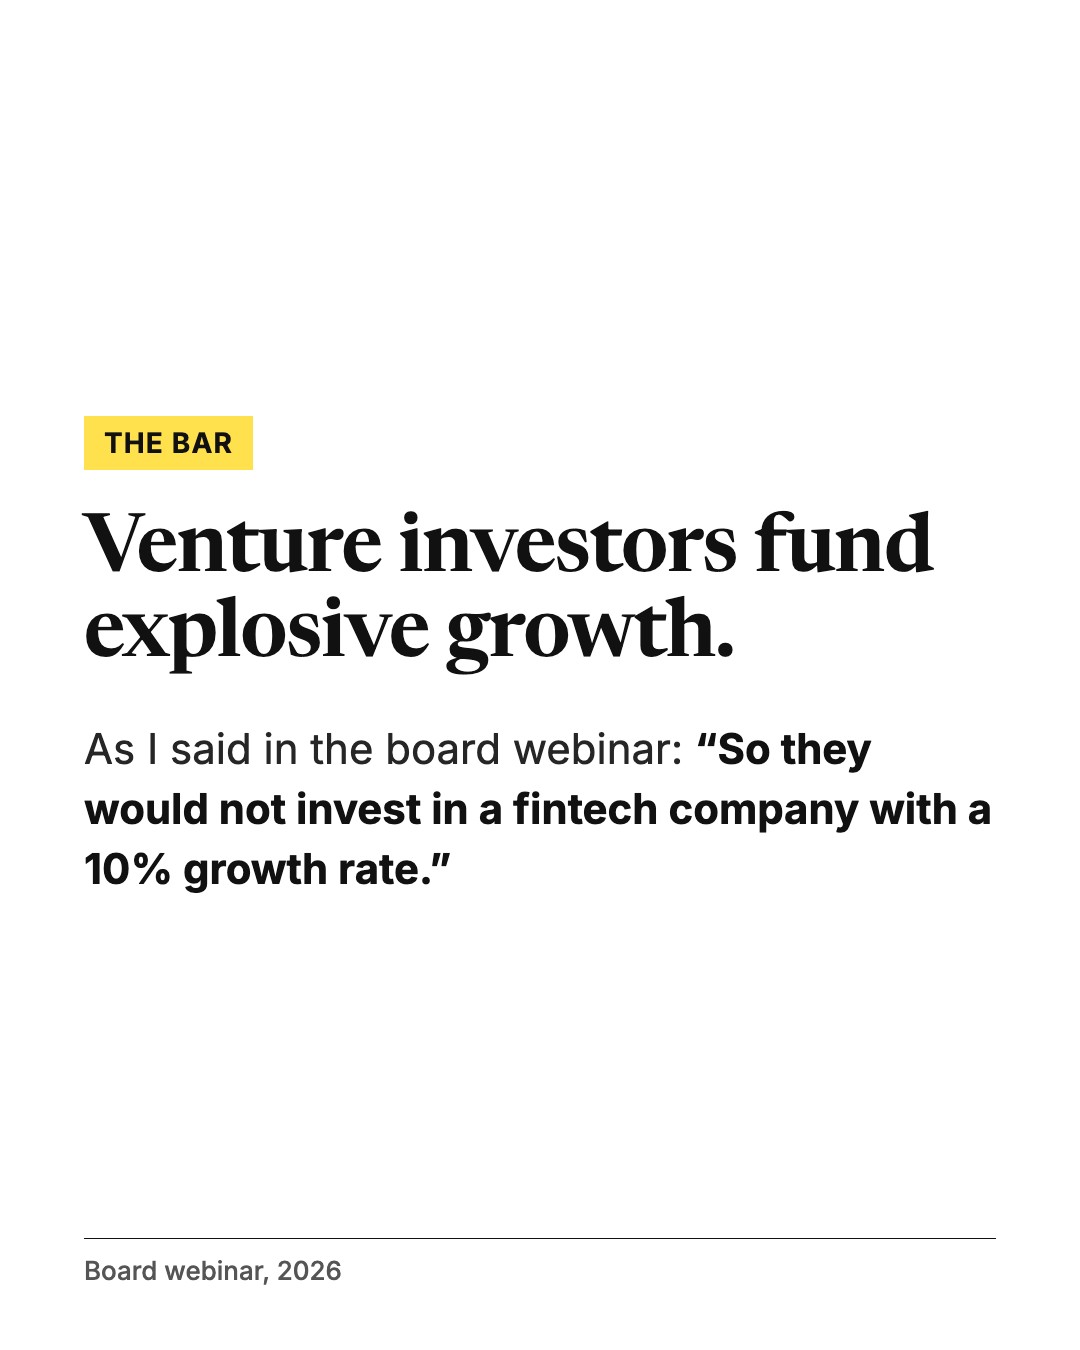 THE BAR
Venture investors fund
explosive growth.
As I said in the board webinar: “So they
would not invest in a fintech company with a
10% growth rate.”
Board webinar, 2026